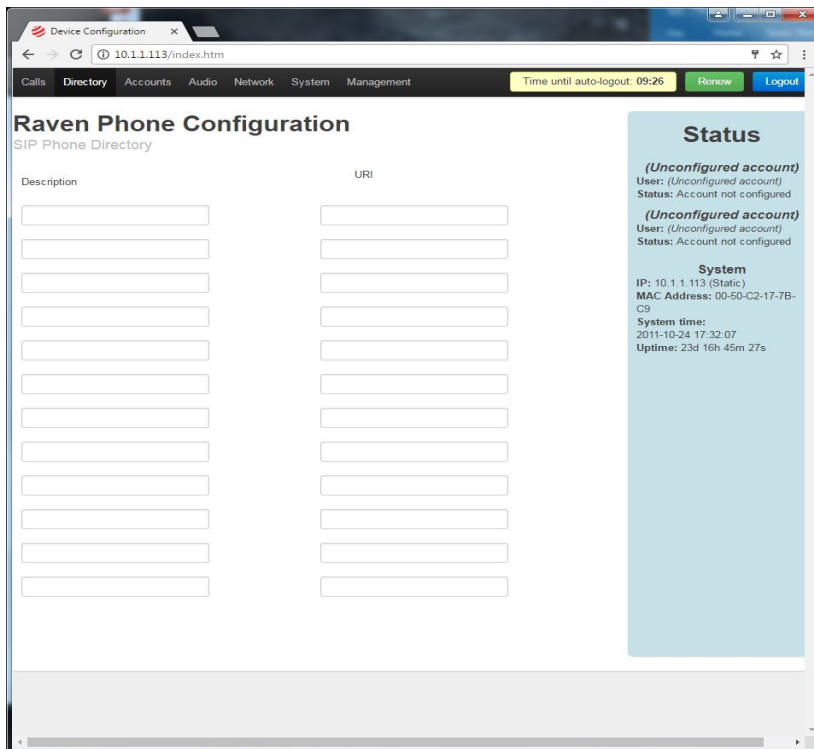 Device Configuration
10.1.1.113/index.htm
Calls Directory Accounts Audio Network System Management
Time until auto-logout: 09:26
Renew
Logout
Raven Phone Configuration
SIP Phone Directory
Description
URI
Status
(Unconfigured account)
User: (Unconfigured account)
Status: Account not configured
(Unconfigured account)
User: (Unconfigured account)
Status: Account not configured
System
IP: 10.1.1.113 (Static)
MAC Address: 00-50-C2-17-7B-
C9
System time:
2011-10-24 17:32:07
Uptime: 23d 16h 45m 27s